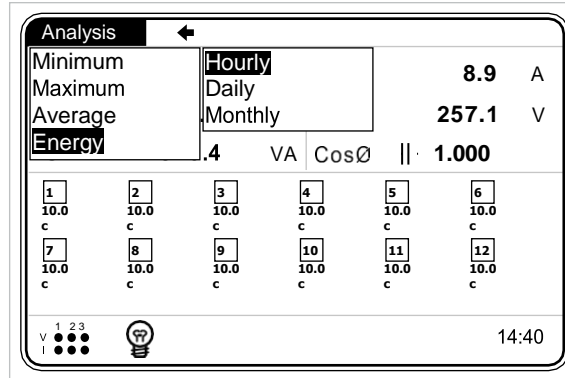 Analysis
Minimum
Maximum
Average
Energy
Hourly
Daily
Monthly
8.9 A
257.1 V
.4 VA CosØ 1.000
1 2 3 4 5 6
10.0 10.0 10.0 10.0 10.0 10.0
c c c c c c
7 8 9 10 11 12
10.0 10.0 10.0 10.0 10.0 10.0
c c c c c c
1 2 3
V
I
14:40